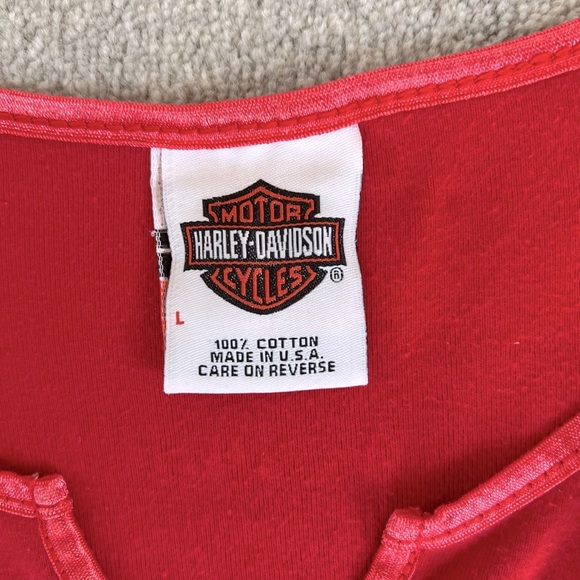 MOTOR
HARLEY-DAVIDSON
CYCLES
®
L
100% COTTON
MADE IN U.S.A.
CARE ON REVERSE